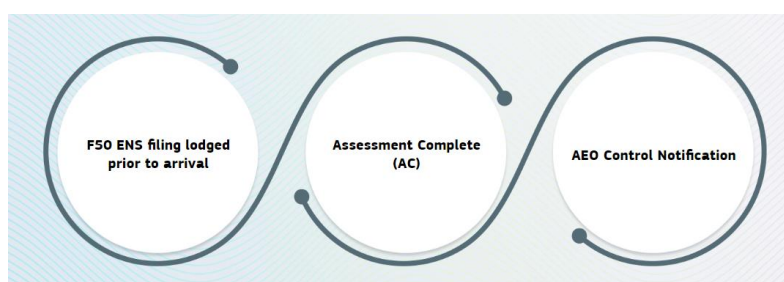 F50 ENS filing lodged
prior to arrival
Assessment Complete
(AC)
AEO Control Notification